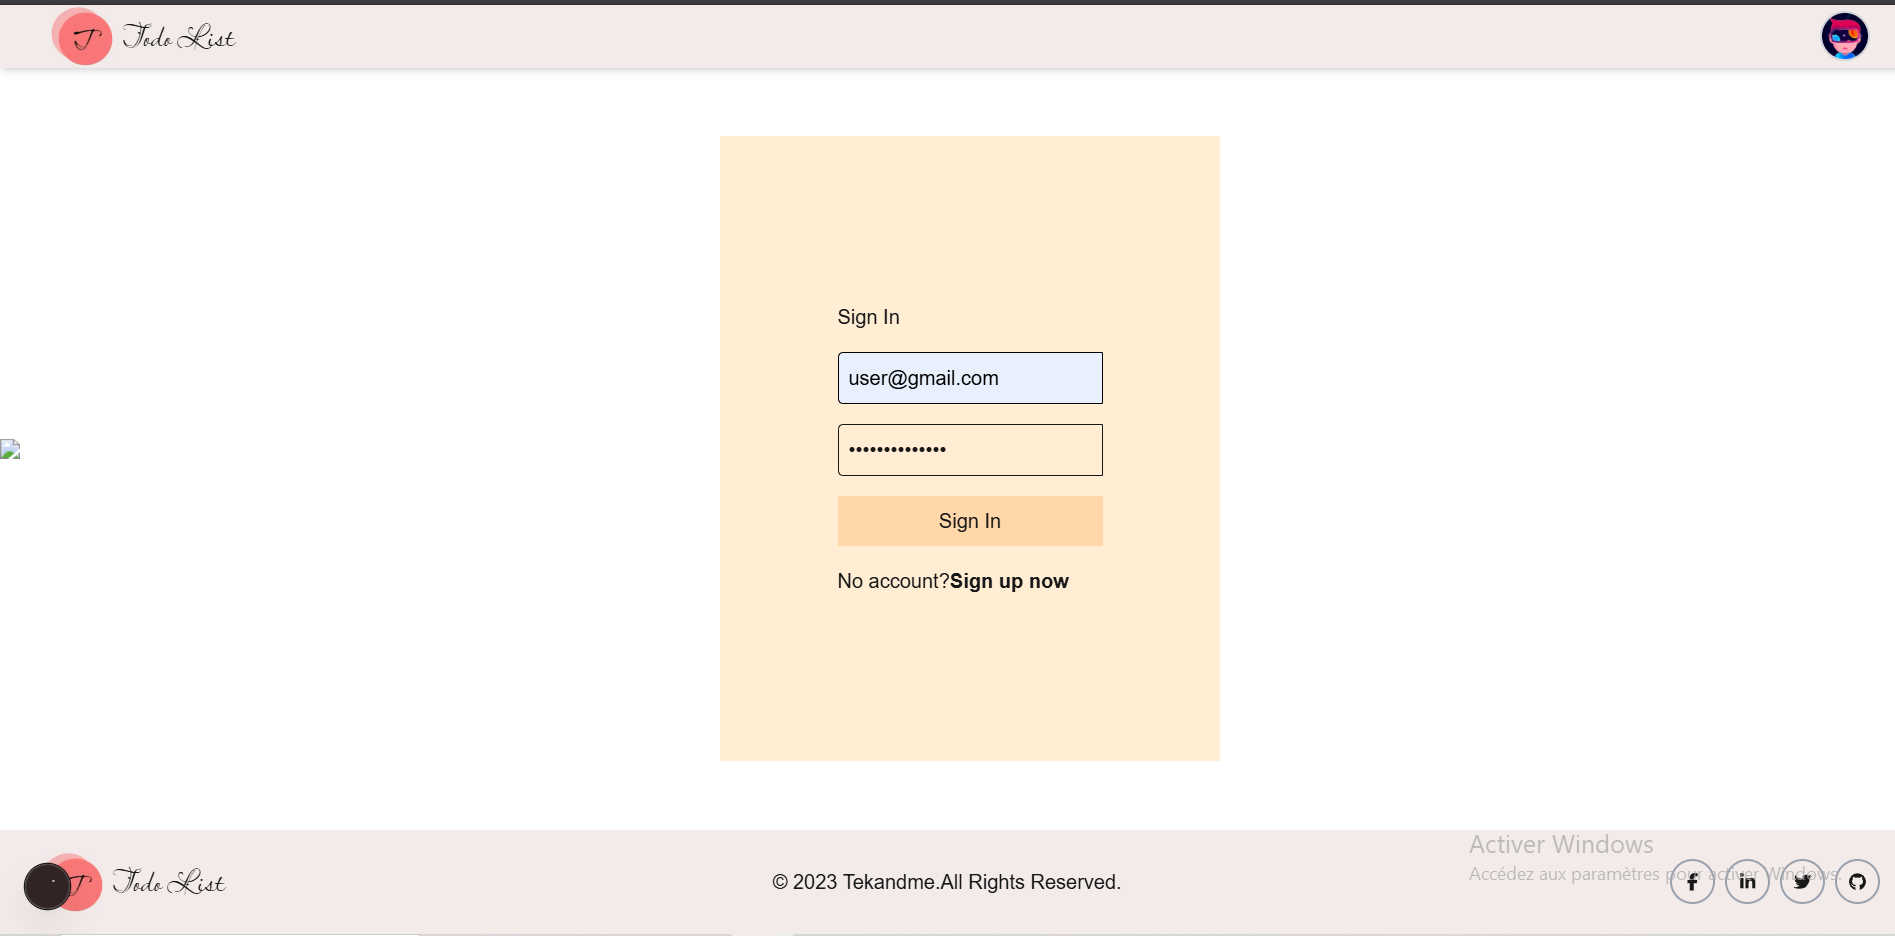 T Todo List
Sign In
user@gmail.com
••••••••••••••
Sign In
No account?Sign up now
T Todo List
© 2023 Tekandme.All Rights Reserved.
Activer Windows
Accédez aux paramètres pour activer Windows.
f
in